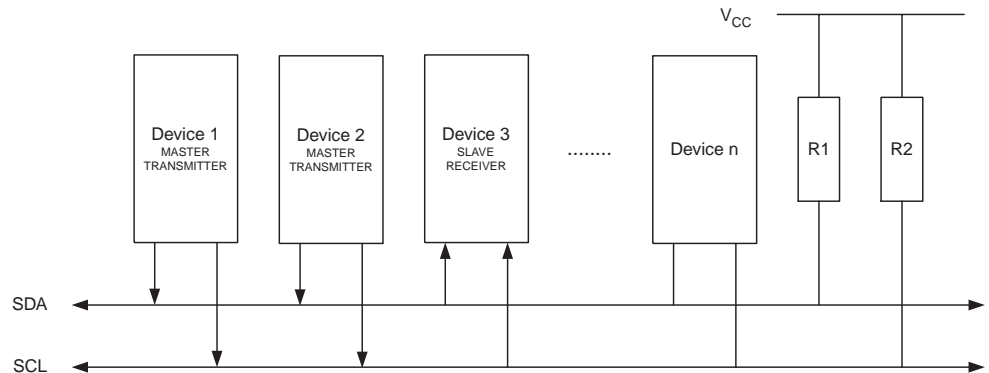 VCC
Device 1
MASTER
TRANSMITTER
Device 2
MASTER
TRANSMITTER
Device 3
SLAVE
RECEIVER
........
Device n
R1
R2
SDA
SCL